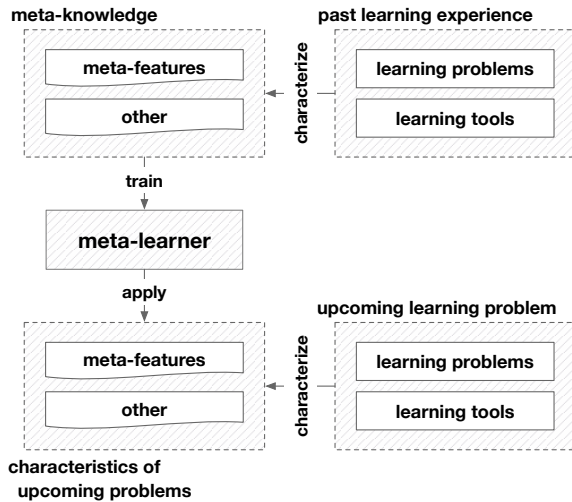 meta-knowledge
past learning experience
meta-features
other
characterize
learning problems
learning tools
train
meta-learner
apply
upcoming learning problem
meta-features
other
characterize
learning problems
learning tools
characteristics of
upcoming problems